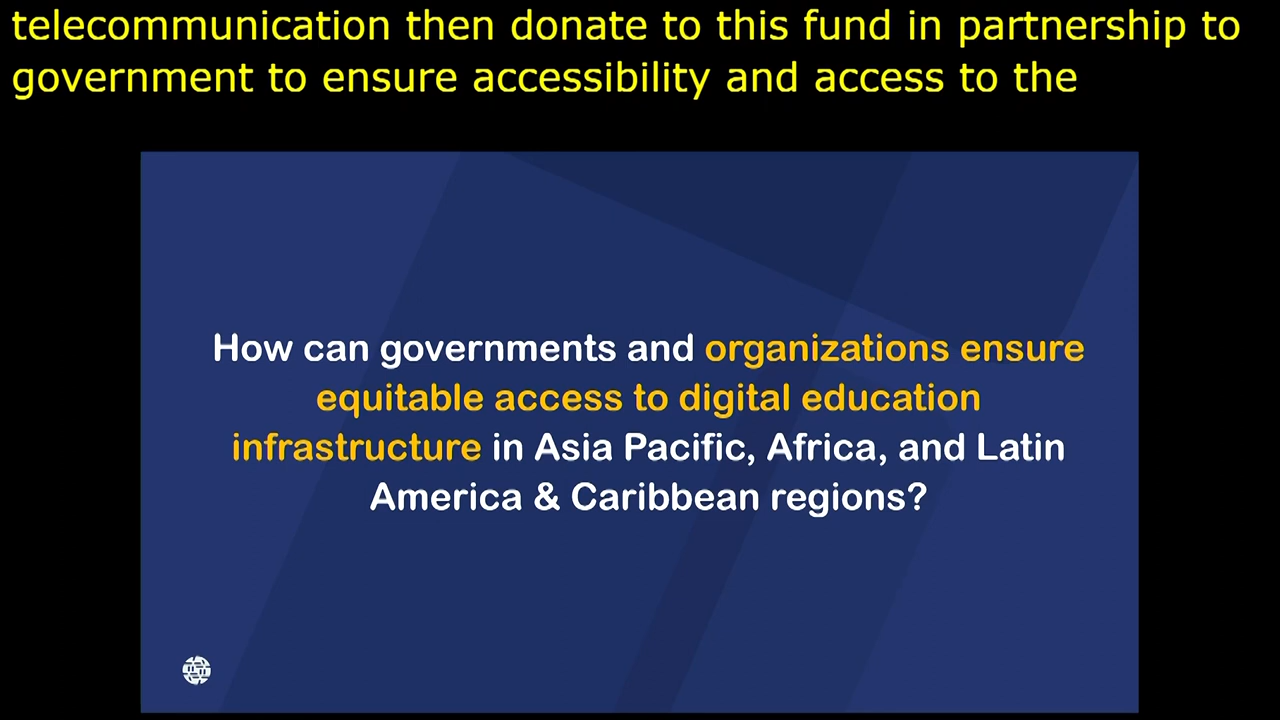 telecommunication then donate to this fund in partnership to
government to ensure accessibility and access to the
How can governments and organizations ensure
equitable access to digital education
infrastructure in Asia Pacific, Africa, and Latin
America & Caribbean regions?